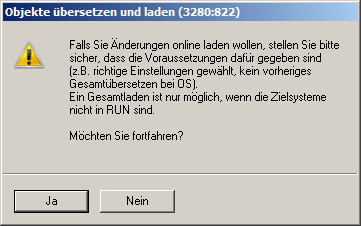 Objekte übersetzen und laden (3280:822)
Falls Sie Änderungen online laden wollen, stellen Sie bitte
sicher, dass die Voraussetzungen dafür gegeben sind
(z.B. richtige Einstellungen gewählt, kein vorheriges
Gesamtübersetzen bei OS).
Ein Gesamtladen ist nur möglich, wenn die Zielsysteme
nicht in RUN sind.
Möchten Sie fortfahren?
Ja
Nein